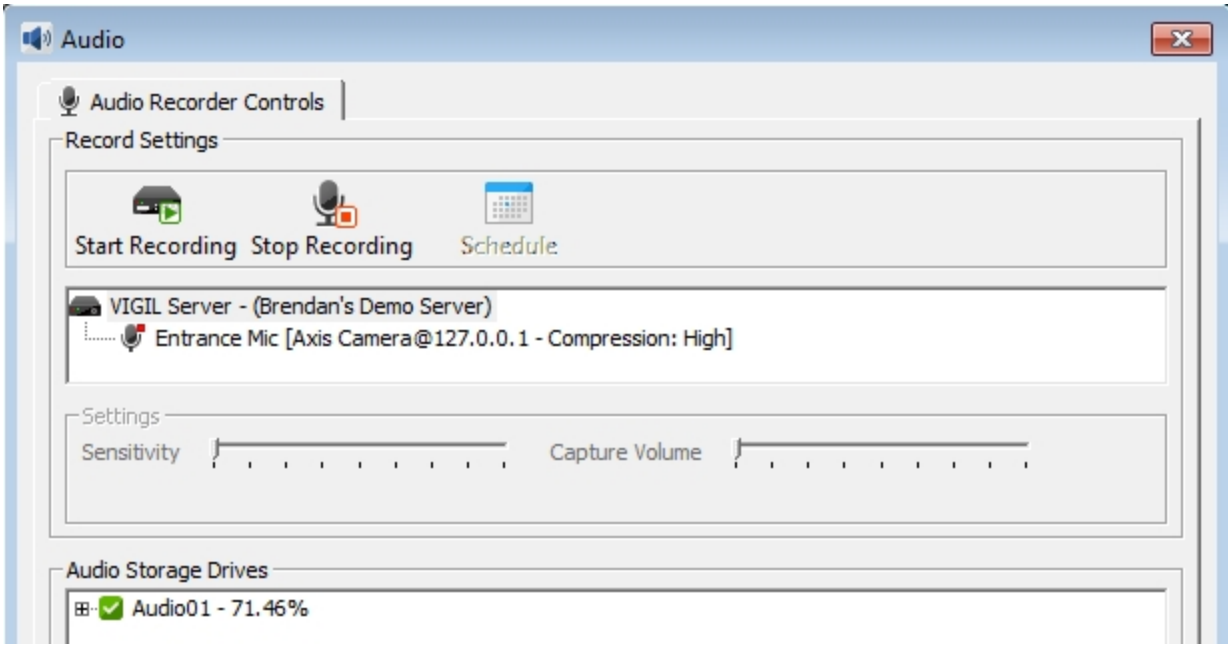 Audio
Audio Recorder Controls
Record Settings
Start Recording Stop Recording Schedule
VIGIL Server - (Brendan's Demo Server)
Entrance Mic [Axis Camera@127.0.0.1 - Compression: High]
Settings
Sensitivity Capture Volume
Audio Storage Drives
Audio01 - 71.46%